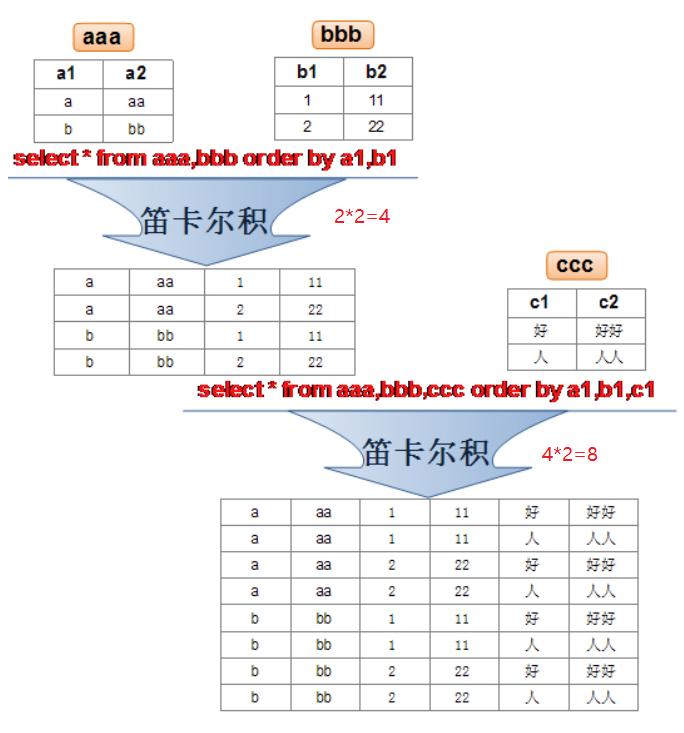 aaa
a1 a2
a aa
b bb
bbb
b1 b2
1 11
2 22
select * from aaa,bbb order by a1,b1
笛卡尔积
2*2=4
a aa 1 11
a aa 2 22
b bb 1 11
b bb 2 22
ccc
c1 c2
好 好好
人 人人
select * from aaa,bbb,ccc order by a1,b1,c1
笛卡尔积
4*2=8
a aa 1 11 好 好好
a aa 1 11 人 人人
a aa 2 22 好 好好
a aa 2 22 人 人人
b bb 1 11 好 好好
b bb 1 11 人 人人
b bb 2 22 好 好好
b bb 2 22 人 人人